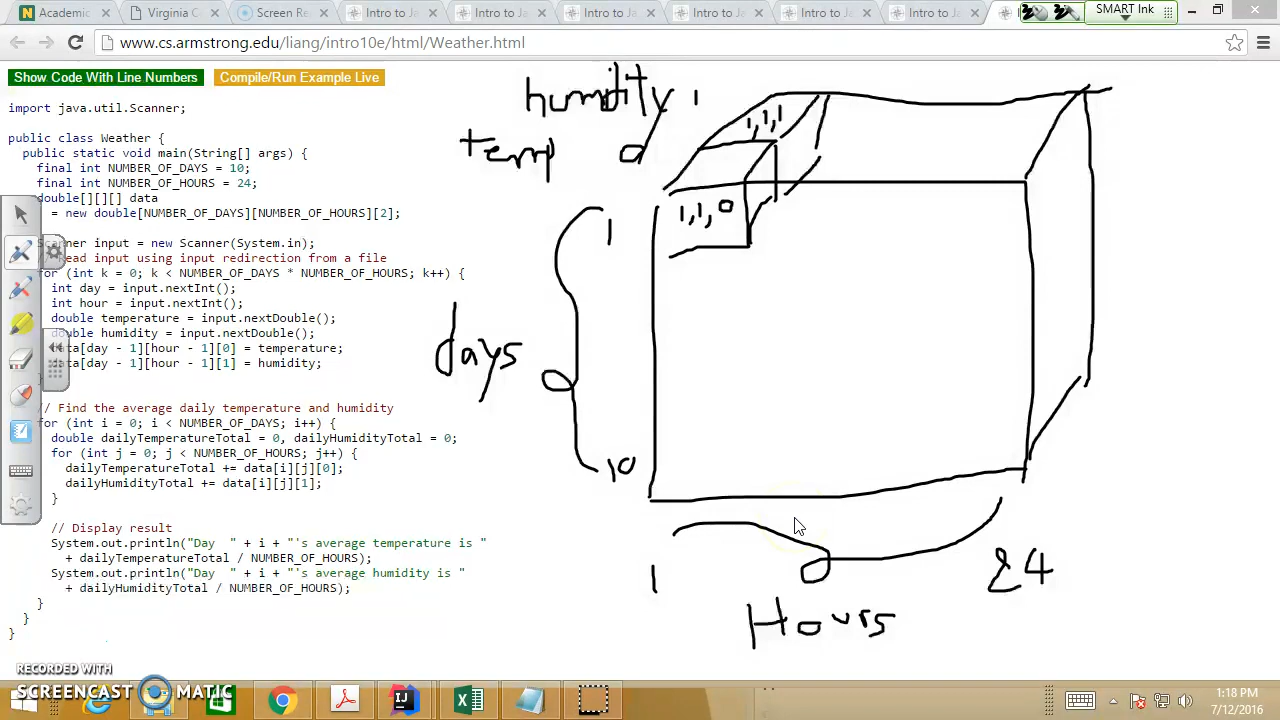 Academic
Virginia C
Screen Re
Intro to Ja
Intro to Ja
Intro to Ja
Intro to Ja
Intro to Ja
Intro to Ja
SMART Ink
www.cs.armstrong.edu/liang/intro10e/html/Weather.html
Show Code With Line Numbers
Compile/Run Example Live
import java.util.Scanner;
public class Weather {
public static void main(String[] args) {
final int NUMBER_OF_DAYS = 10;
final int NUMBER_OF_HOURS = 24;
double[][][] data
= new double[NUMBER_OF_DAYS][NUMBER_OF_HOURS][2];
Scanner input = new Scanner(System.in);
ead input using input redirection from a file
for (int k = 0; k < NUMBER_OF_DAYS * NUMBER_OF_HOURS; k++) {
int day = input.nextInt();
int hour = input.nextInt();
double temperature = input.nextDouble();
double humidity = input.nextDouble();
data[day - 1][hour - 1][0] = temperature;
data[day - 1][hour - 1][1] = humidity;
// Find the average daily temperature and humidity
for (int i = 0; i < NUMBER_OF_DAYS; i++) {
double dailyTemperatureTotal = 0, dailyHumidityTotal = 0;
for (int j = 0; j < NUMBER_OF_HOURS; j++) {
dailyTemperatureTotal += data[i][j][0];
dailyHumidityTotal += data[i][j][1];
}
// Display result
System.out.println("Day  " + i + "'s average temperature is "
+ dailyTemperatureTotal / NUMBER_OF_HOURS);
System.out.println("Day  " + i + "'s average humidity is "
+ dailyHumidityTotal / NUMBER_OF_HOURS);
}
}
}
humidity 1
temp 0
1,1,1
1,1,0
1
days
10
1
24
Hours
RECORDED WITH
SCREENCAST MATIC
1:18 PM
7/12/2016